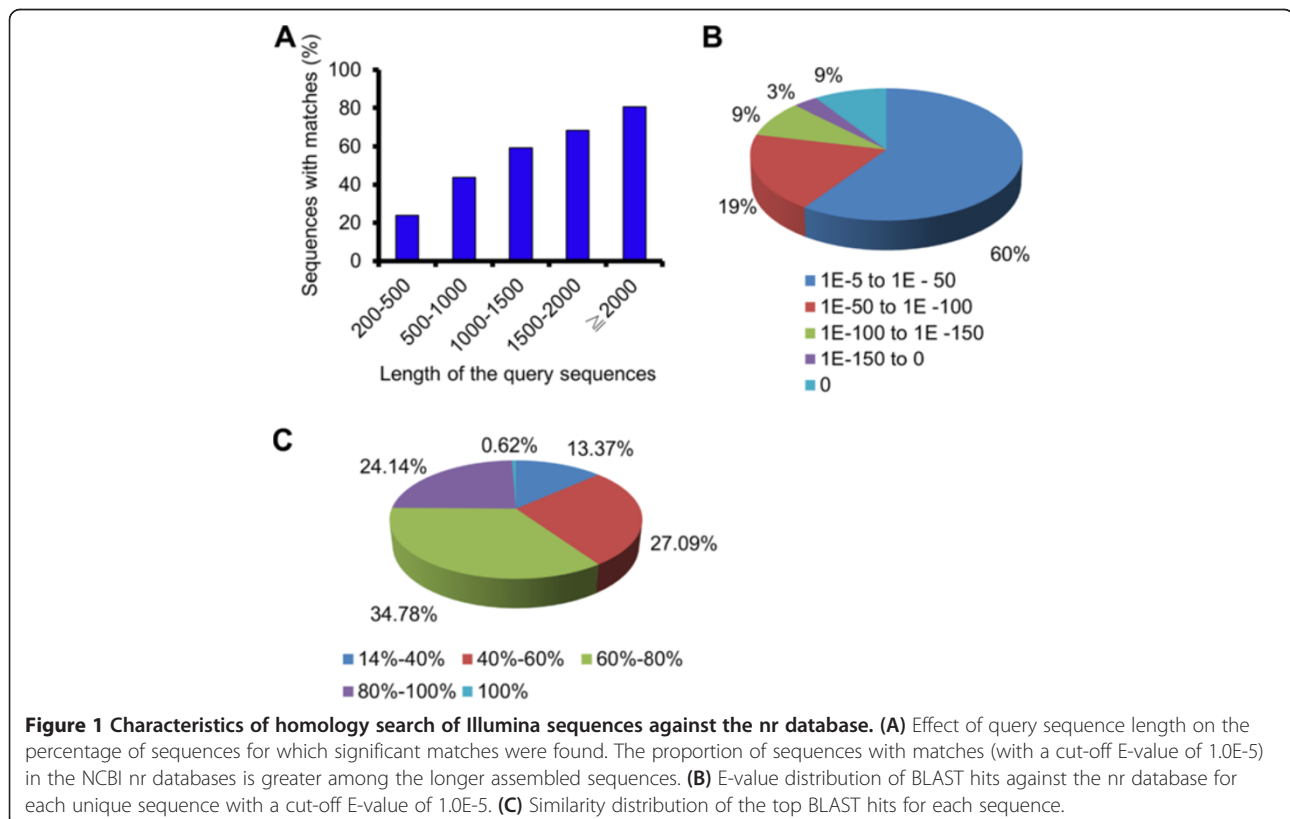 A
Sequences with matches (%)
100
80
60
40
20
0
200-500
500-1000
1000-1500
1500-2000
≥2000
Length of the query sequences
B
9%
3%
9%
19%
60%
1E-5 to 1E - 50
1E-50 to 1E -100
1E-100 to 1E -150
1E-150 to 0
0
C
0.62%
13.37%
24.14%
27.09%
34.78%
14%-40% 40%-60% 60%-80%
80%-100% 100%
Figure 1 Characteristics of homology search of Illumina sequences against the nr database. (A) Effect of query sequence length on the
percentage of sequences for which significant matches were found. The proportion of sequences with matches (with a cut-off E-value of 1.0E-5)
in the NCBI nr databases is greater among the longer assembled sequences. (B) E-value distribution of BLAST hits against the nr database for
each unique sequence with a cut-off E-value of 1.0E-5. (C) Similarity distribution of the top BLAST hits for each sequence.